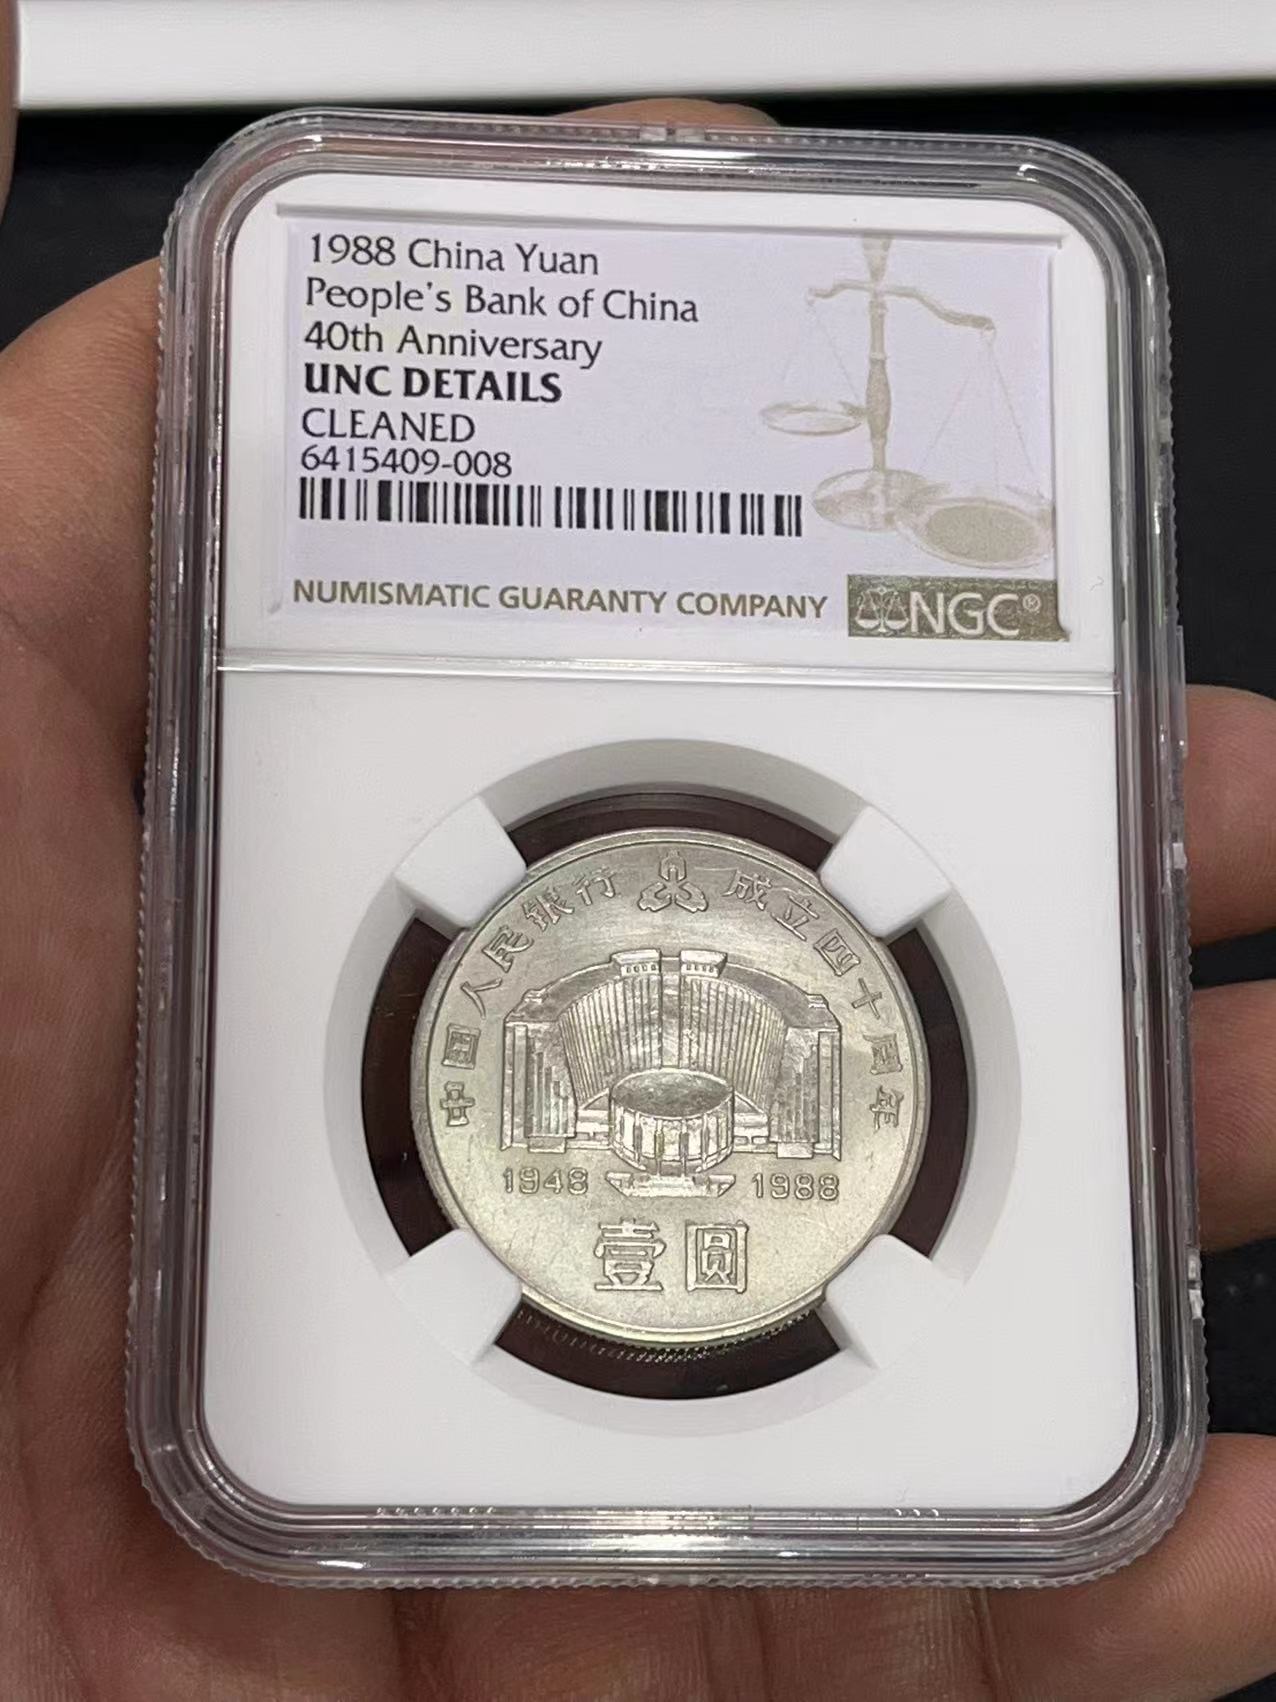 1988 China Yuan
People's Bank of China
40th Anniversary
UNC DETAILS
CLEANED
6415409-008
NUMISMATIC GUARANTY COMPANY NGC®
中国人民银行 成立四十周年
1948 1988
壹圆